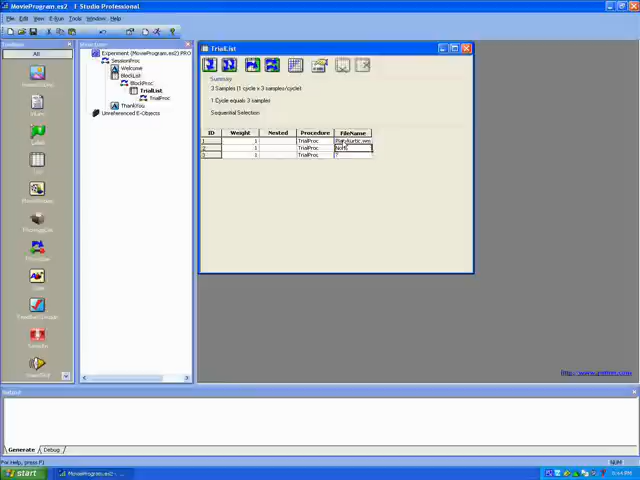 MovieProgram.es2 - E-Studio Professional
File Edit View E-Run Tools Window Help
All
Experiment (MovieProgram.es2) PRO
SessionProc
Welcome
BlockList
BlockProc
TrialList
TrialProc
ThankYou
Unreferenced E-Objects
TrialList
Summary
3 Samples (1 cycle x 3 samples/cycle)
1 Cycle equals 3 samples
Sequential Selection
ID Weight Nested Procedure FileName
1 1 TrialProc
2 1 TrialProc
3 1 TrialProc ?
http://www.pstnet.com/
Output
Generate Debug
For Help, press F1 NUM
start MovieProgram.es2 - ...